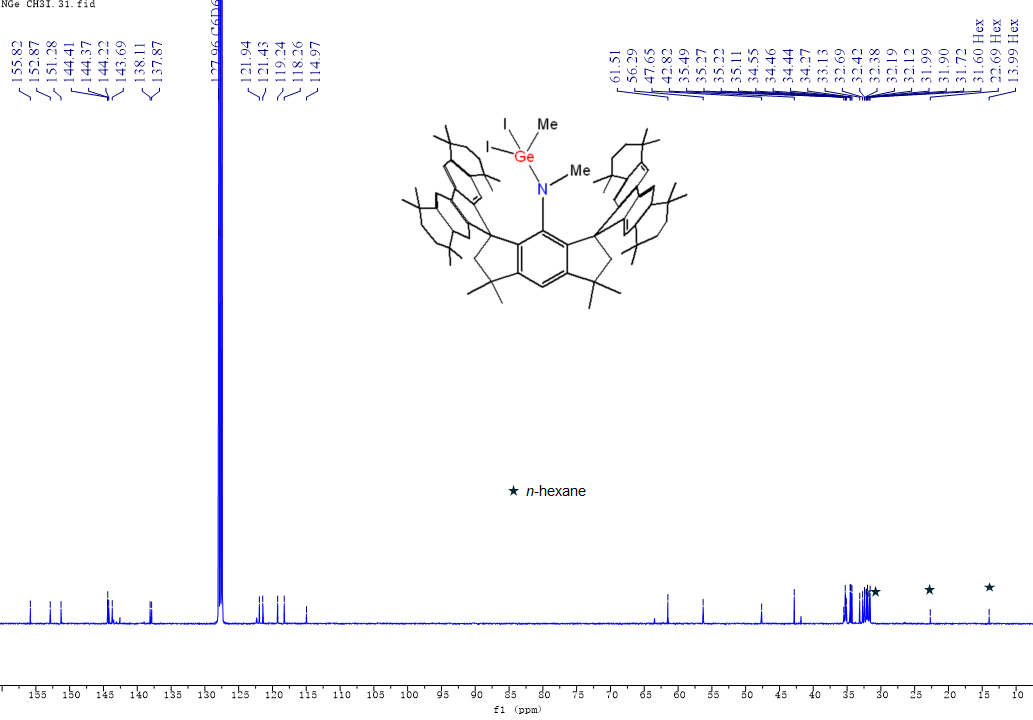 NGe CH3I.31.fid
155.82
152.87
151.28
144.41
144.37
144.22
143.69
138.11
137.87
127.96 C6D6
121.94
121.43
119.24
118.26
114.97
61.51
56.29
47.65
42.82
35.49
35.27
35.22
35.11
34.55
34.46
34.44
34.27
33.13
32.69
32.42
32.38
32.19
32.12
31.99
31.90
31.72
31.60 Hex
22.69 Hex
13.99 Hex
I Me
I Ge
Me
N
★ n-hexane
★ ★ ★
155 150 145 140 135 130 125 120 115 110 105 100 95 90 85 80 75 70 65 60 55 50 45 40 35 30 25 20 15 10
f1 (ppm)